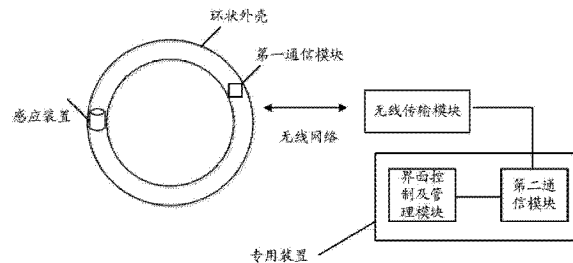 环状外壳
第一通信模块
感应装置
无线传输模块
无线网络
界面控
制及管
理模块
第二通
信模块
专用装置